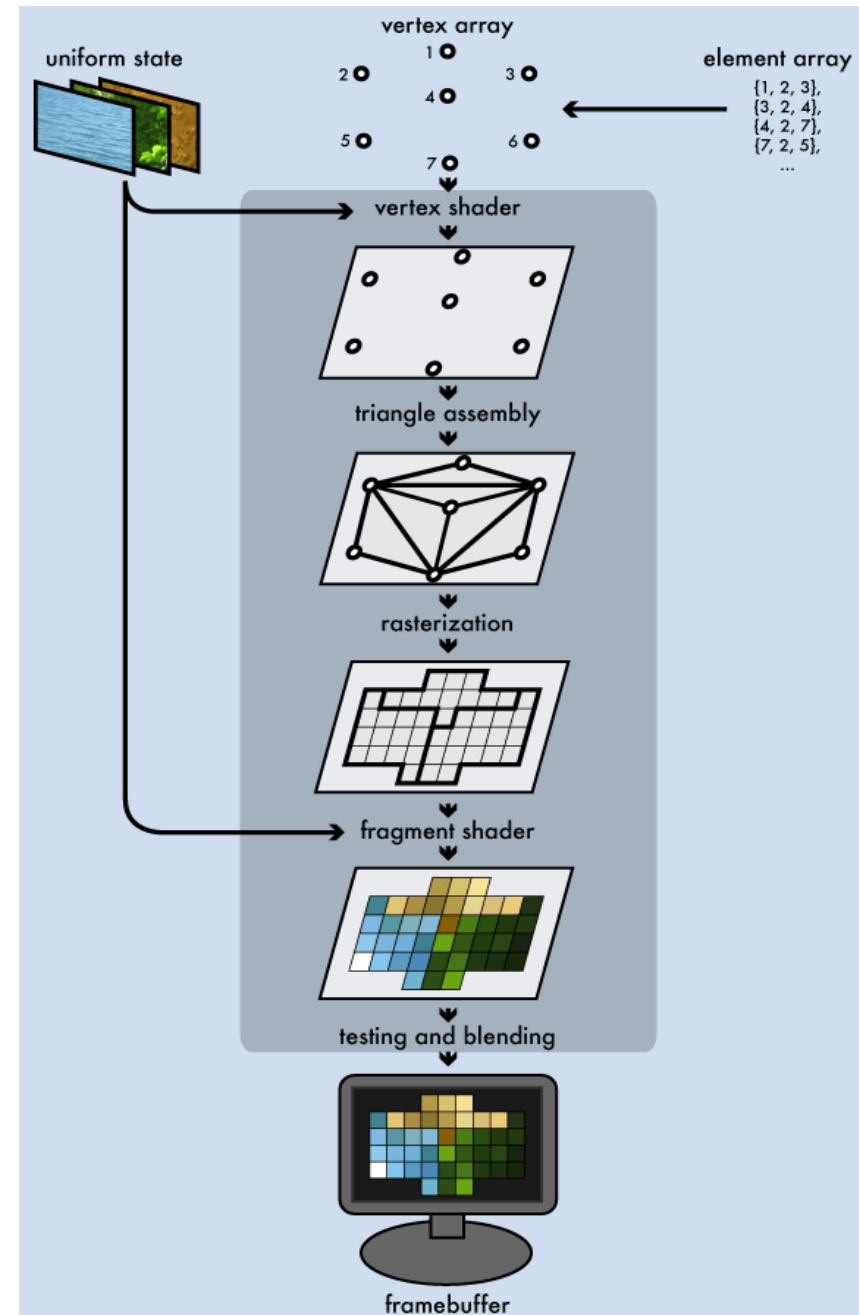 vertex array
uniform state
element array
1
2
3
4
5
6
7
{1, 2, 3},
{3, 2, 4},
{4, 2, 7},
{7, 2, 5},
...
vertex shader
triangle assembly
rasterization
fragment shader
testing and blending
framebuffer